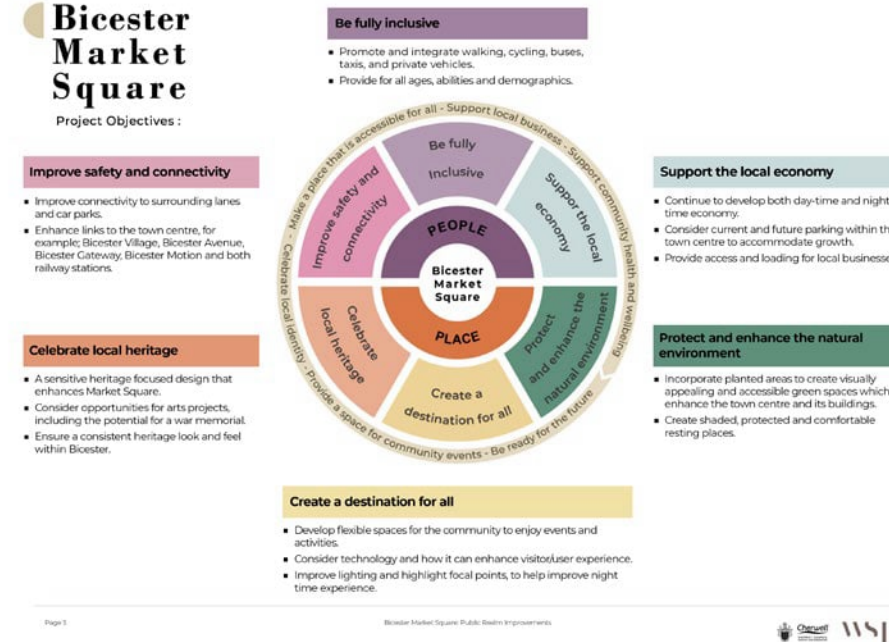 Bicester
Market
Square
Project Objectives :
Be fully inclusive
▪ Promote and integrate walking, cycling, buses,
taxis, and private vehicles.
▪ Provide for all ages, abilities and demographics.
Improve safety and connectivity
▪ Improve connectivity to surrounding lanes
and car parks.
▪ Enhance links to the town centre, for
example; Bicester Village, Bicester Avenue,
Bicester Gateway, Bicester Motion and both
railway stations.
Celebrate local heritage
▪ A sensitive heritage focused design that
enhances Market Square.
▪ Consider opportunities for arts projects,
including the potential for a war memorial.
▪ Ensure a consistent heritage look and feel
within Bicester.
Make a place that is accessible for all - Support local business - Support community health and wellbeing
Celebrate local identity - Provide a space for community events - Be ready for the future
Be fully
Inclusive
Improve safety and
connectivity
Support the local
economy
PEOPLE
Bicester
Market
Square
PLACE
Celebrate
local heritage
Protect
and enhance the
natural environment
Create a
destination for all
Support the local economy
▪ Continue to develop both day-time and night
time economy.
▪ Consider current and future parking within th
town centre to accommodate growth.
▪ Provide access and loading for local businesse
Protect and enhance the natural
environment
▪ Incorporate planted areas to create visually
appealing and accessible green spaces which
enhance the town centre and its buildings.
▪ Create shaded, protected and comfortable
resting places.
Create a destination for all
▪ Develop flexible spaces for the community to enjoy events and
activities.
▪ Consider technology and how it can enhance visitor/user experience.
▪ Improve lighting and highlight focal points, to help improve night
time experience.
Page 5
Bicester Market Square: Public Realm Improvements
Cherwell
WSP